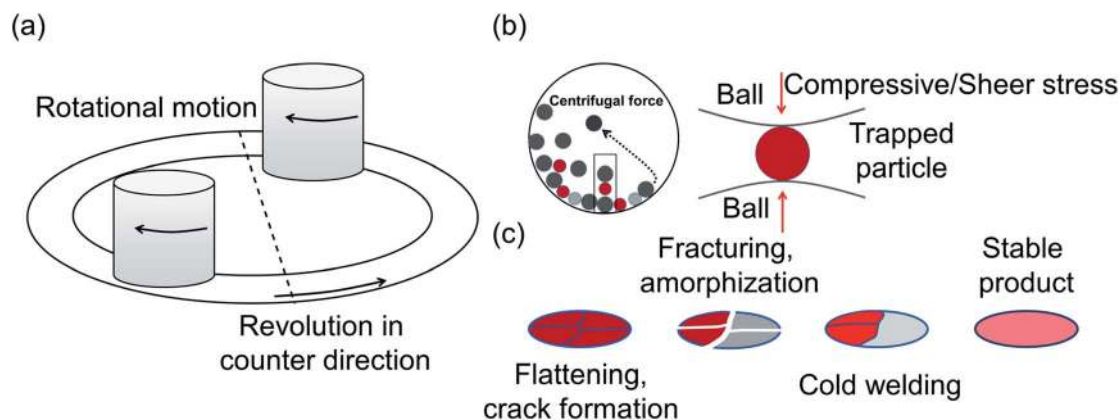 (a)
Rotational motion
Revolution in
counter direction
(b)
Centrifugal force
Ball
Compressive/Sheer stress
Trapped
particle
Ball
(c)
Fracturing,
amorphization
Stable
product
Flattening,
crack formation
Cold welding